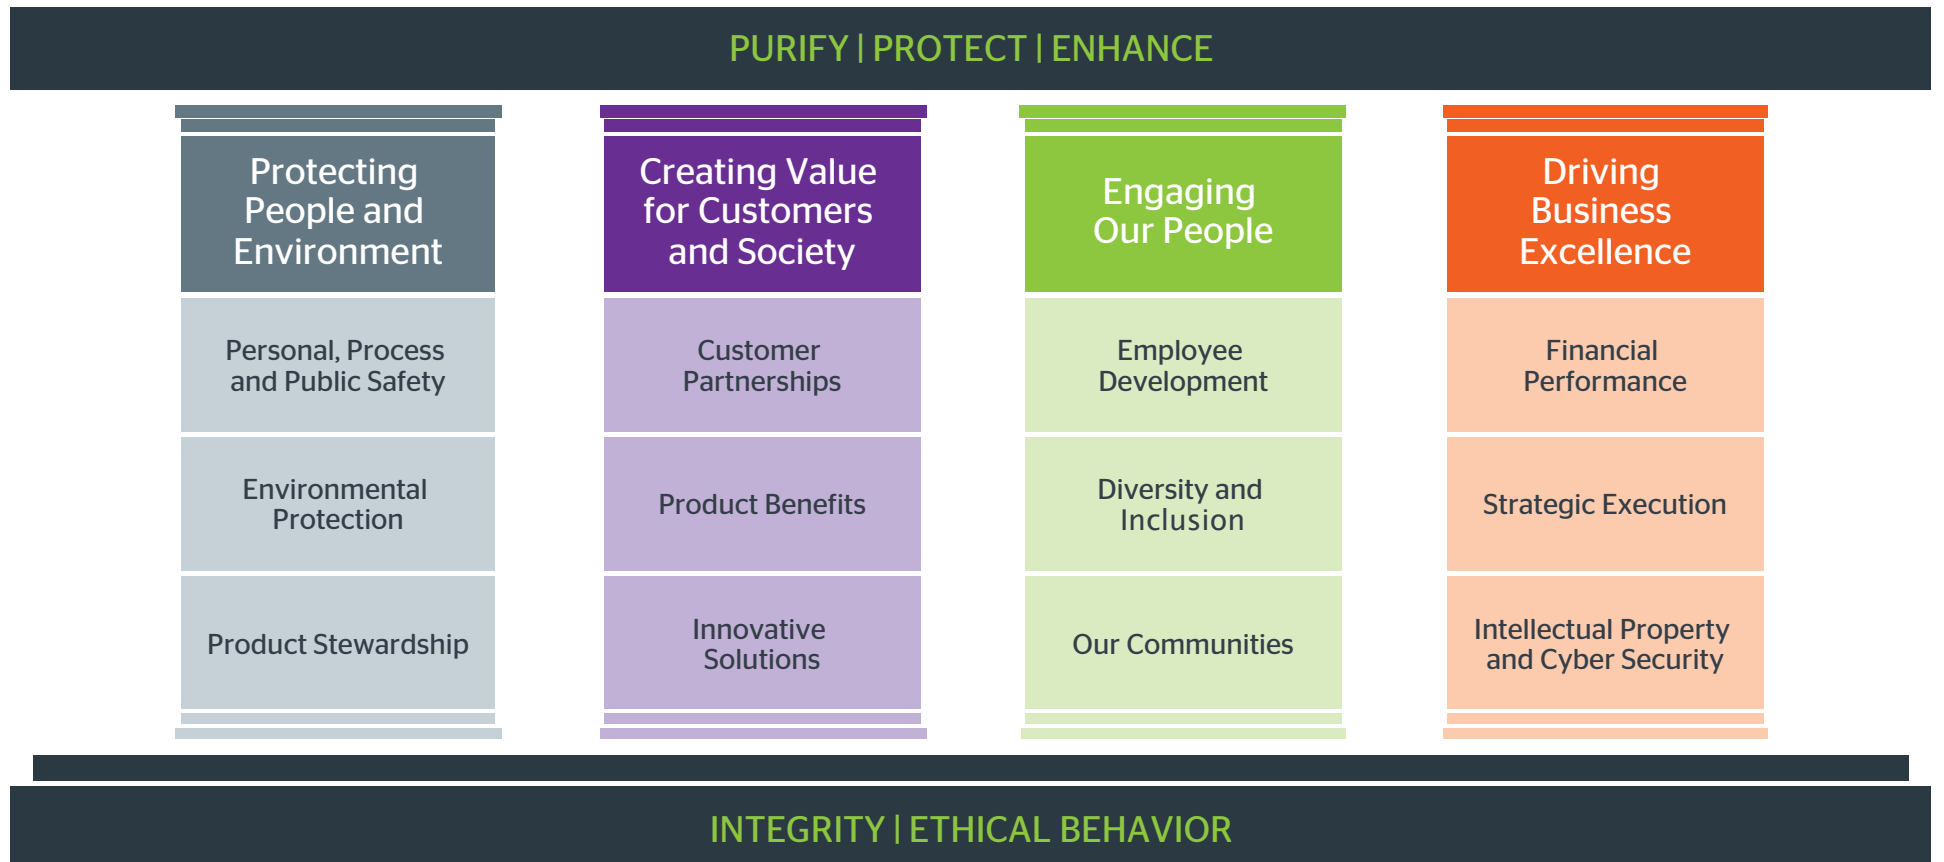 PURIFY | PROTECT | ENHANCE
Protecting
People and
Environment
Personal, Process
and Public Safety
Environmental
Protection
Product Stewardship
Creating Value
for Customers
and Society
Customer
Partnerships
Product Benefits
Innovative
Solutions
Engaging
Our People
Employee
Development
Diversity and
Inclusion
Our Communities
Driving
Business
Excellence
Financial
Performance
Strategic Execution
Intellectual Property
and Cyber Security
INTEGRITY | ETHICAL BEHAVIOR